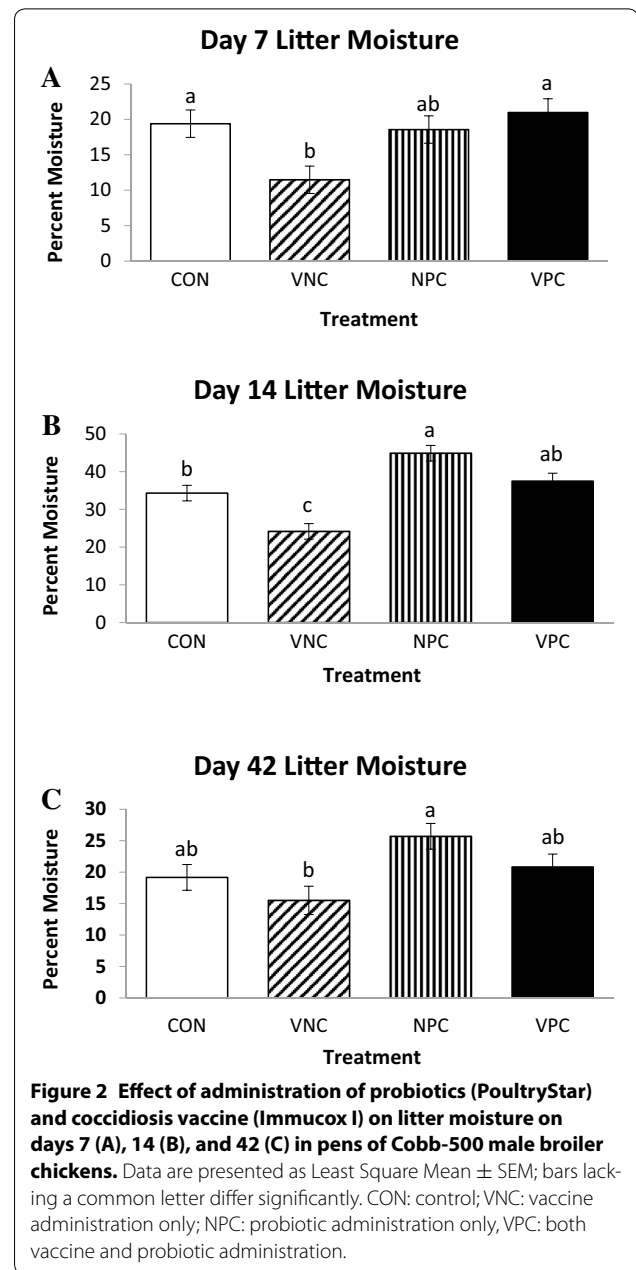 Day 7 Litter Moisture
A
25
20
15
10
5
0
Percent Moisture
a
b
ab
a
CON VNC NPC VPC
Treatment
Day 14 Litter Moisture
B
50
40
30
20
10
0
Percent Moisture
b
c
a
ab
CON VNC NPC VPC
Treatment
Day 42 Litter Moisture
C
30
25
20
15
10
5
0
Percent Moisture
ab
b
a
ab
CON VNC NPC VPC
Treatment
Figure 2 Effect of administration of probiotics (PoultryStar)
and coccidiosis vaccine (Immucox I) on litter moisture on
days 7 (A), 14 (B), and 42 (C) in pens of Cobb-500 male broiler
chickens. Data are presented as Least Square Mean ± SEM; bars lack-
ing a common letter differ significantly. CON: control; VNC: vaccine
administration only; NPC: probiotic administration only, VPC: both
vaccine and probiotic administration.